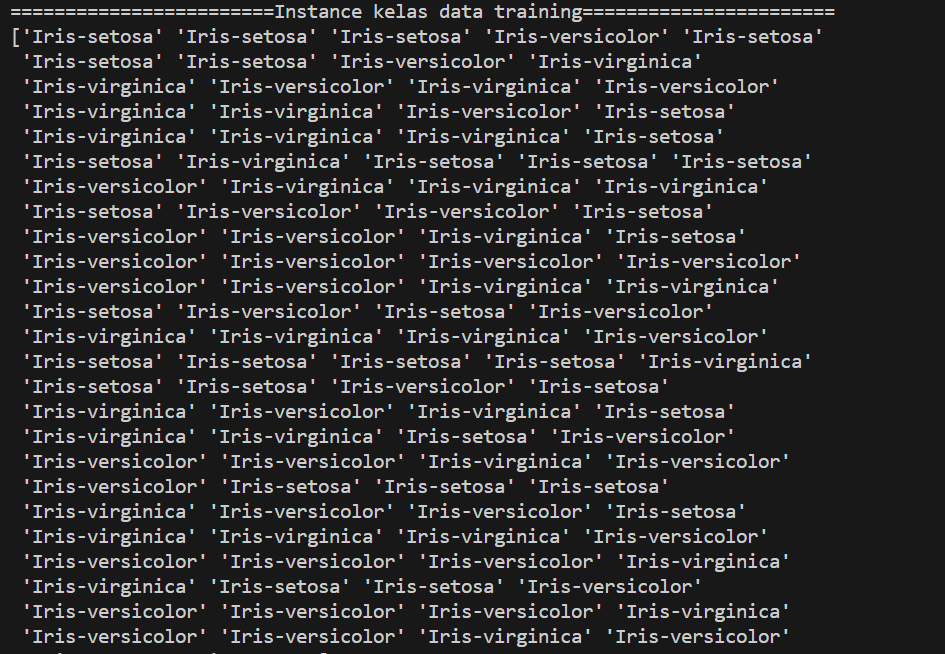 ========================Instance kelas data training=======================
['Iris-setosa' 'Iris-setosa' 'Iris-setosa' 'Iris-versicolor' 'Iris-setosa'
'Iris-setosa' 'Iris-setosa' 'Iris-versicolor' 'Iris-virginica'
'Iris-virginica' 'Iris-versicolor' 'Iris-virginica' 'Iris-versicolor'
'Iris-virginica' 'Iris-virginica' 'Iris-versicolor' 'Iris-setosa'
'Iris-virginica' 'Iris-virginica' 'Iris-virginica' 'Iris-setosa'
'Iris-setosa' 'Iris-virginica' 'Iris-setosa' 'Iris-setosa' 'Iris-setosa'
'Iris-versicolor' 'Iris-virginica' 'Iris-virginica' 'Iris-virginica'
'Iris-setosa' 'Iris-versicolor' 'Iris-versicolor' 'Iris-setosa'
'Iris-versicolor' 'Iris-versicolor' 'Iris-virginica' 'Iris-setosa'
'Iris-versicolor' 'Iris-versicolor' 'Iris-versicolor' 'Iris-versicolor'
'Iris-versicolor' 'Iris-versicolor' 'Iris-virginica' 'Iris-virginica'
'Iris-setosa' 'Iris-versicolor' 'Iris-setosa' 'Iris-versicolor'
'Iris-virginica' 'Iris-virginica' 'Iris-virginica' 'Iris-versicolor'
'Iris-setosa' 'Iris-setosa' 'Iris-setosa' 'Iris-setosa' 'Iris-virginica'
'Iris-setosa' 'Iris-setosa' 'Iris-versicolor' 'Iris-setosa'
'Iris-virginica' 'Iris-versicolor' 'Iris-virginica' 'Iris-setosa'
'Iris-virginica' 'Iris-virginica' 'Iris-setosa' 'Iris-versicolor'
'Iris-versicolor' 'Iris-versicolor' 'Iris-virginica' 'Iris-versicolor'
'Iris-versicolor' 'Iris-setosa' 'Iris-setosa' 'Iris-setosa'
'Iris-virginica' 'Iris-versicolor' 'Iris-versicolor' 'Iris-setosa'
'Iris-virginica' 'Iris-virginica' 'Iris-virginica' 'Iris-versicolor'
'Iris-versicolor' 'Iris-versicolor' 'Iris-versicolor' 'Iris-virginica'
'Iris-virginica' 'Iris-setosa' 'Iris-setosa' 'Iris-versicolor'
'Iris-versicolor' 'Iris-versicolor' 'Iris-versicolor' 'Iris-virginica'
'Iris-versicolor' 'Iris-versicolor' 'Iris-virginica' 'Iris-versicolor'